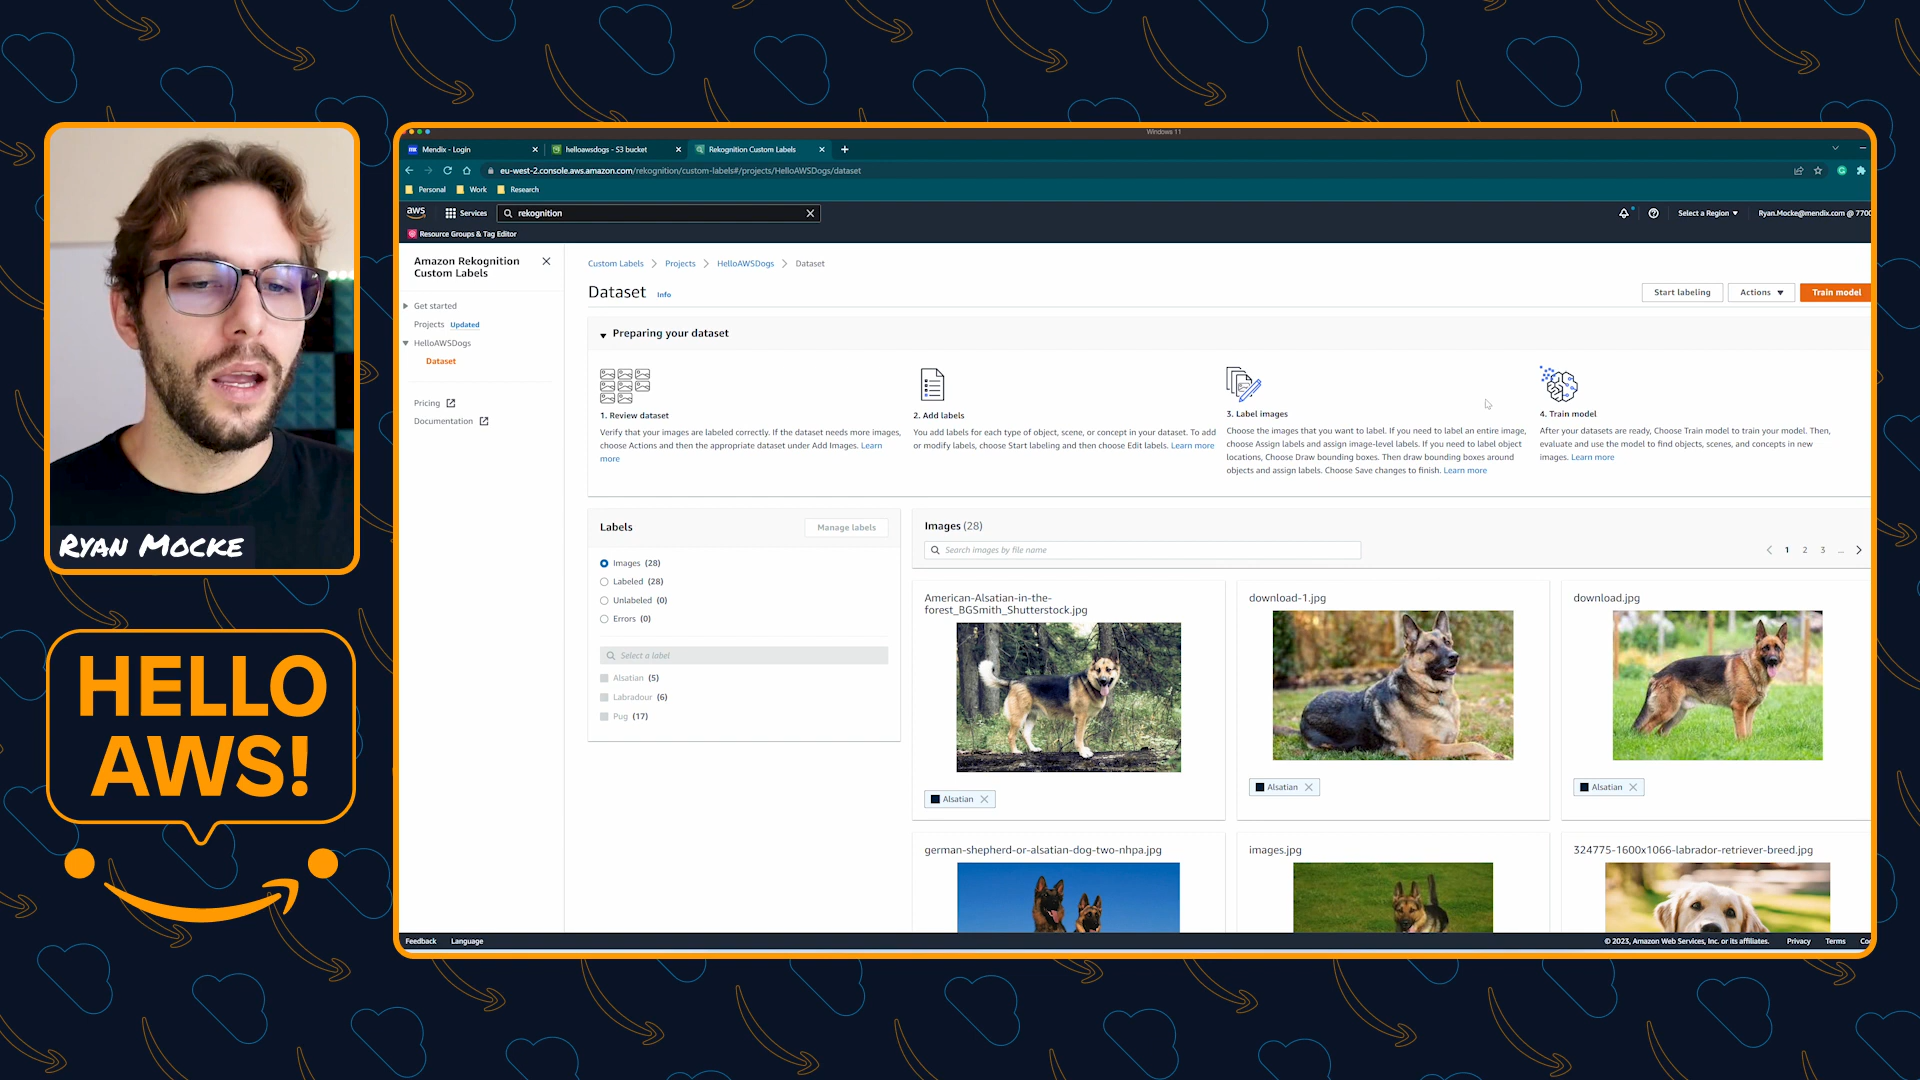 Ryan Mocke
HELLO
AWS!
Windows 11
Mendix - Login
helloawsdogs - S3 bucket
Rekognition Custom Labels
eu-west-2.console.aws.amazon.com/rekognition/custom-labels#/projects/HelloAWSDogs/dataset
Personal
Work
Research
aws
Services
rekognition
Select a Region
Ryan.Mocke@mendix.com @ 7700
Resource Groups & Tag Editor
Amazon Rekognition
Custom Labels
Get started
Projects Updated
HelloAWSDogs
Dataset
Pricing
Documentation
Custom Labels
Projects
HelloAWSDogs
Dataset
Dataset Info
Start labeling
Actions
Train model
Preparing your dataset
1. Review dataset
Verify that your images are labeled correctly. If the dataset needs more images,
choose Actions and then the appropriate dataset under Add Images. Learn
more
2. Add labels
You add labels for each type of object, scene, or concept in your dataset. To add
or modify labels, choose Start labeling and then choose Edit labels. Learn more
3. Label images
Choose the images that you want to label. If you need to label an entire image,
choose Assign labels and assign image-level labels. If you need to label object
locations, Choose Draw bounding boxes. Then draw bounding boxes around
objects and assign labels. Choose Save changes to finish. Learn more
4. Train model
After your datasets are ready, Choose Train model to train your model. Then,
evaluate and use the model to find objects, scenes, and concepts in new
images. Learn more
Labels
Manage labels
Images (28)
Labeled (28)
Unlabeled (0)
Errors (0)
Select a label
Alsatian (5)
Labradour (6)
Pug (17)
Images (28)
Search images by file name
1 2 3 ...
American-Alsatian-in-the-
forest_BGSmith_Shutterstock.jpg
Alsatian
download-1.jpg
Alsatian
download.jpg
Alsatian
german-shepherd-or-alsatian-dog-two-nhpa.jpg
images.jpg
324775-1600x1066-labrador-retriever-breed.jpg
Feedback
Language
© 2023, Amazon Web Services, Inc. or its affiliates.
Privacy
Terms
Co